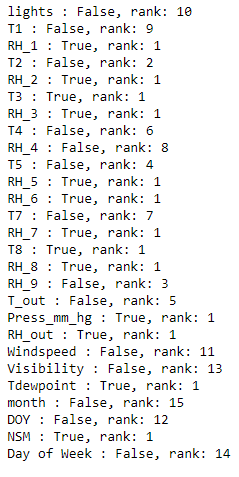 lights : False, rank: 10
T1 : False, rank: 9
RH_1 : True, rank: 1
T2 : False, rank: 2
RH_2 : True, rank: 1
T3 : True, rank: 1
RH_3 : True, rank: 1
T4 : False, rank: 6
RH_4 : False, rank: 8
T5 : False, rank: 4
RH_5 : True, rank: 1
RH_6 : True, rank: 1
T7 : False, rank: 7
RH_7 : True, rank: 1
T8 : True, rank: 1
RH_8 : True, rank: 1
RH_9 : False, rank: 3
T_out : False, rank: 5
Press_mm_hg : True, rank: 1
RH_out : True, rank: 1
Windspeed : False, rank: 11
Visibility : False, rank: 13
Tdewpoint : True, rank: 1
month : False, rank: 15
DOY : False, rank: 12
NSM : True, rank: 1
Day of Week : False, rank: 14